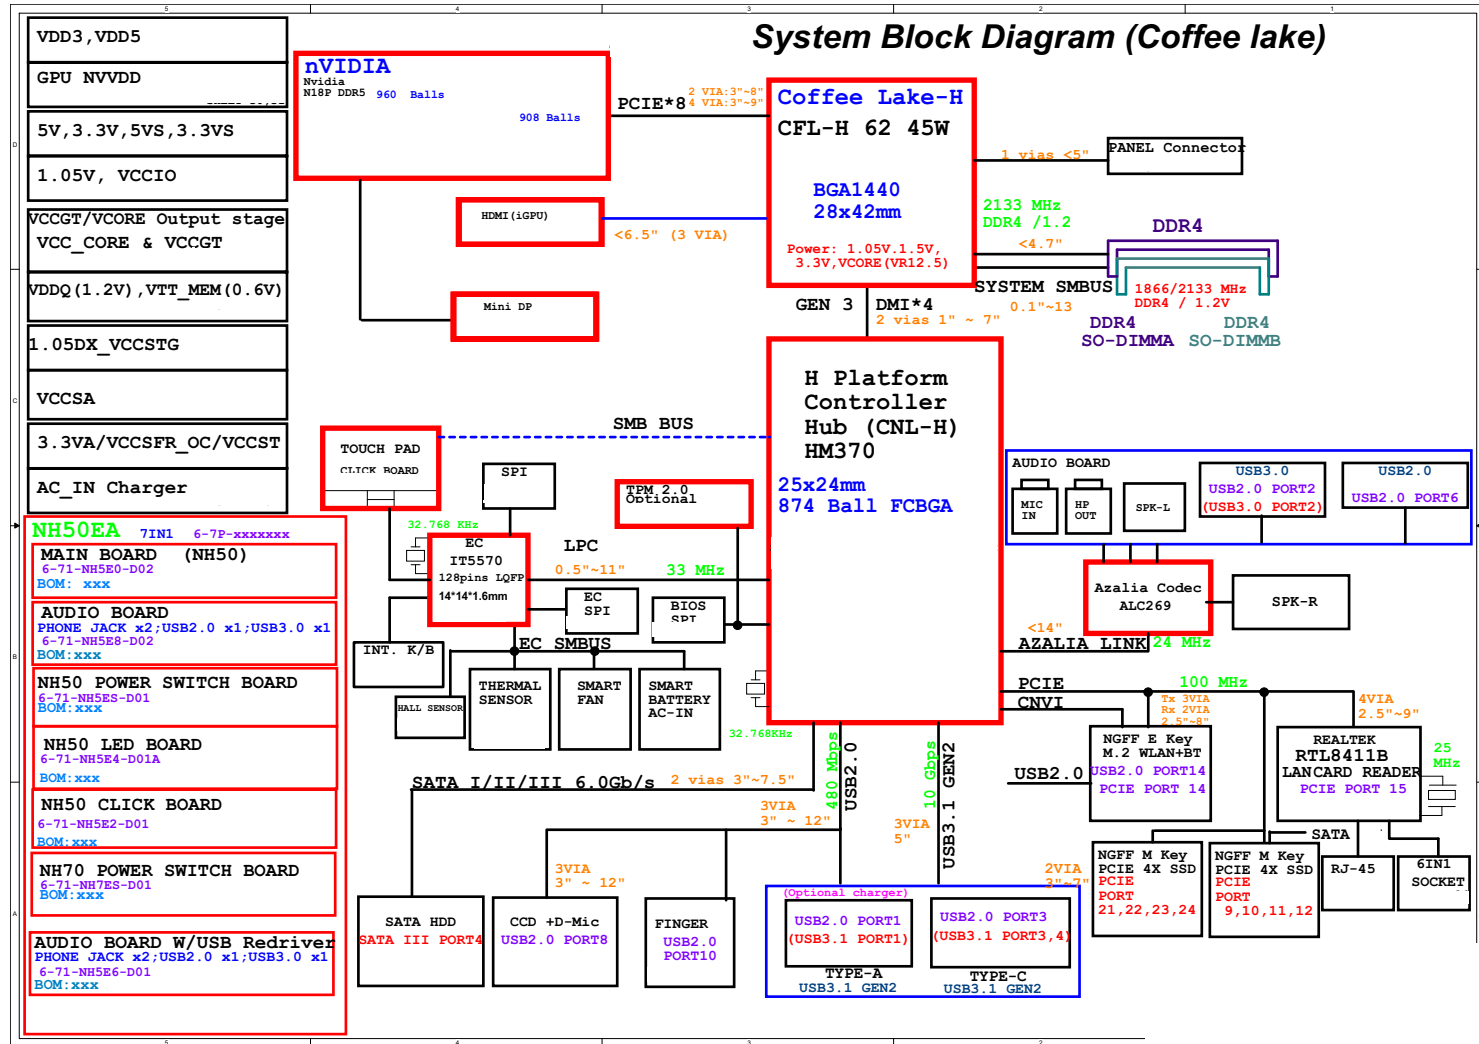 System Block Diagram (Coffee lake)
VDD3,VDD5
GPU NVVDD
5V,3.3V,5VS,3.3VS
1.05V, VCCIO
VCCGT/VCORE Output stage
VCC_CORE & VCCGT
VDDQ(1.2V),VTT_MEM(0.6V)
1.05DX_VCCSTG
VCCSA
3.3VA/VCCSFR_OC/VCCST
AC_IN Charger
NH50EA 7IN1 6-7P-xxxxxxx
MAIN BOARD (NH50)
6-71-NH5E0-D02
BOM: xxx
AUDIO BOARD
PHONE JACK x2;USB2.0 x1;USB3.0 x1
6-71-NH5E8-D02
BOM:xxx
NH50 POWER SWITCH BOARD
6-71-NH5ES-D01
BOM:xxx
NH50 LED BOARD
6-71-NH5E4-D01A
BOM:xxx
NH50 CLICK BOARD
6-71-NH5E2-D01
BOM:xxx
NH70 POWER SWITCH BOARD
6-71-NH7ES-D01
BOM:xxx
AUDIO BOARD W/USB Redriver
PHONE JACK x2;USB2.0 x1;USB3.0 x1
6-71-NH5E6-D01
BOM:xxx
nVIDIA
Nvidia
N18P DDR5 960 Balls
908 Balls
PCIE*8
2 VIA:3"~8"
4 VIA:3"~9"
HDMI(iGPU)
<6.5" (3 VIA)
Mini DP
Coffee Lake-H
CFL-H 62 45W
BGA1440
28x42mm
Power: 1.05V.1.5V,
3.3V,VCORE(VR12.5)
1 vias <5"
PANEL Connector
2133 MHz
DDR4 /1.2
<4.7"
DDR4
SYSTEM SMBUS
0.1"~13
1866/2133 MHz
DDR4 / 1.2V
DDR4
SO-DIMMA
DDR4
SO-DIMMB
GEN 3
DMI*4
2 vias 1" ~ 7"
H Platform
Controller
Hub (CNL-H)
HM370
25x24mm
874 Ball FCBGA
SMB BUS
TOUCH PAD
CLICK BOARD
SPI
TPM 2.0
Optional
32.768 KHz
EC
IT5570
128pins LQFP
14*14*1.6mm
LPC
0.5"~11"
33 MHz
EC
SPI
BIOS
SPI
INT. K/B
EC SMBUS
HALL SENSOR
THERMAL
SENSOR
SMART
FAN
SMART
BATTERY
AC-IN
32.768KHz
AUDIO BOARD
MIC
IN
HP
OUT
SPK-L
USB3.0
USB2.0 PORT2
(USB3.0 PORT2)
USB2.0
USB2.0 PORT6
Azalia Codec
ALC269
SPK-R
<14"
AZALIA LINK
24 MHz
PCIE
100 MHz
CNVI
Tx 3VIA
Rx 2VIA
2.5"~8"
4VIA
2.5"~9"
NGFF E Key
M.2 WLAN+BT
USB2.0 PORT14
PCIE PORT 14
USB2.0
REALTEK
RTL8411B
LANCARD READER
PCIE PORT 15
25
MHz
SATA I/II/III 6.0Gb/s
2 vias 3"~7.5"
480 Mbps
USB2.0
10 Gbps
USB3.1 GEN2
3VIA
3" ~ 12"
3VIA
5"
3VIA
3" ~ 12"
SATA HDD
SATA III PORT4
CCD +D-Mic
USB2.0 PORT8
FINGER
USB2.0
PORT10
(Optional charger)
USB2.0 PORT1
(USB3.1 PORT1)
TYPE-A
USB3.1 GEN2
USB2.0 PORT3
(USB3.1 PORT3,4)
TYPE-C
USB3.1 GEN2
2VIA
3"~7"
SATA
NGFF M Key
PCIE 4X SSD
PCIE
PORT
21,22,23,24
NGFF M Key
PCIE 4X SSD
PCIE
PORT
9,10,11,12
RJ-45
6IN1
SOCKET
5
4
3
2
1
D
C
B
A
5
4
3
2